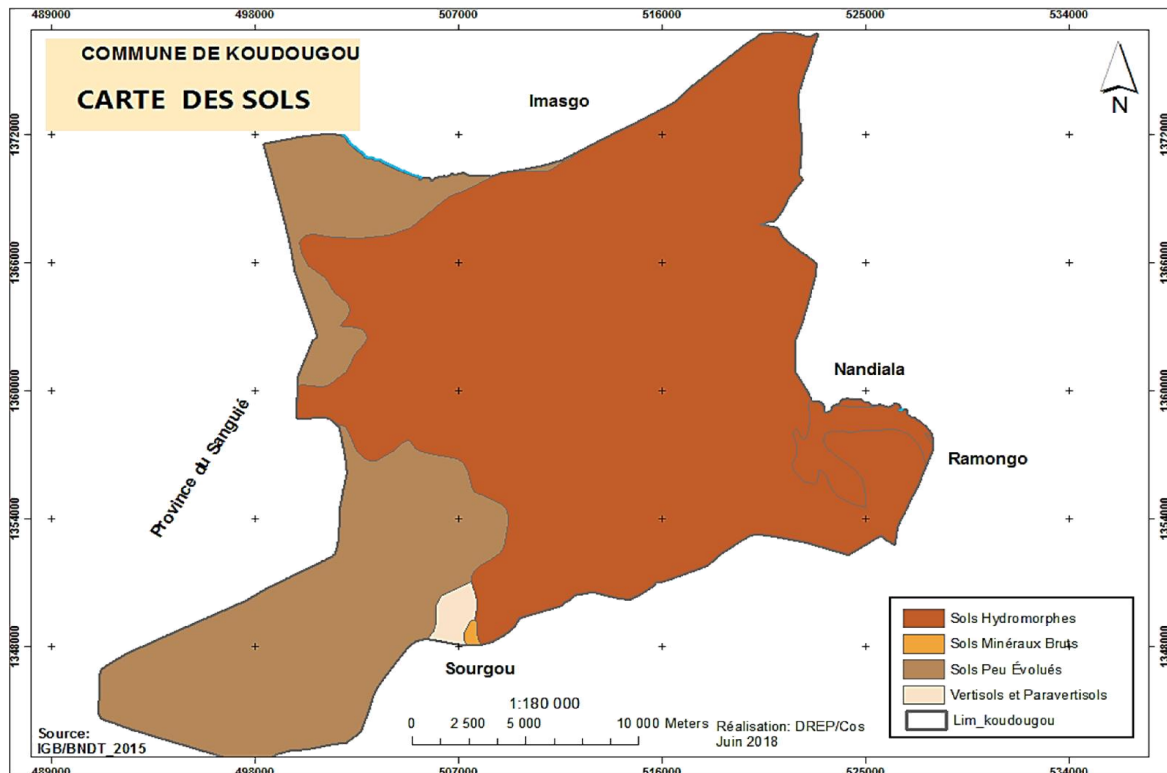 489000 498000 507000 516000 525000 534000
COMMUNE DE KOUDOUGOU
CARTE DES SOLS
N
Imasgo
1372000 1372000
1366000 1366000
Nandiala
1360000 1360000
Province du Sanguié
Ramongo
1354000 1354000
Sols Hydromorphes
Sols Minéraux Bruts
Sols Peu Évolués
Vertisols et Paravertisols
Lim_koudougou
1348000 1348000
Sourgou
1:180 000
0 2 500 5 000 10 000 Meters
Réalisation: DREP/Cos
Juin 2018
Source:
IGB/BNDT_2015
489000 498000 507000 516000 525000 534000